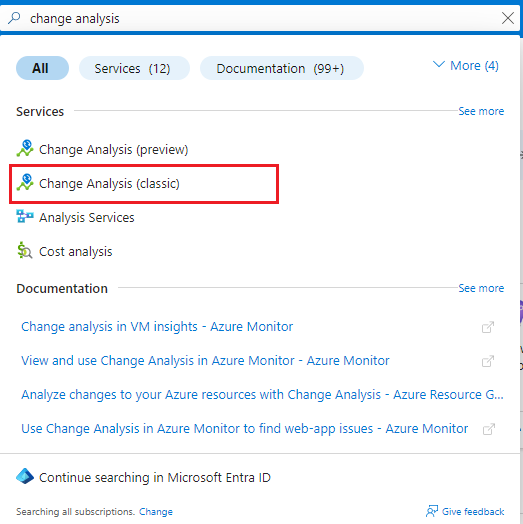 change analysis
All
Services (12)
Documentation (99+)
More (4)
Services
See more
Change Analysis (preview)
Change Analysis (classic)
Analysis Services
Cost analysis
Documentation
See more
Change analysis in VM insights - Azure Monitor
View and use Change Analysis in Azure Monitor - Azure Monitor
Analyze changes to your Azure resources with Change Analysis - Azure Resource G...
Use Change Analysis in Azure Monitor to find web-app issues - Azure Monitor
Continue searching in Microsoft Entra ID
Searching all subscriptions. Change
Give feedback